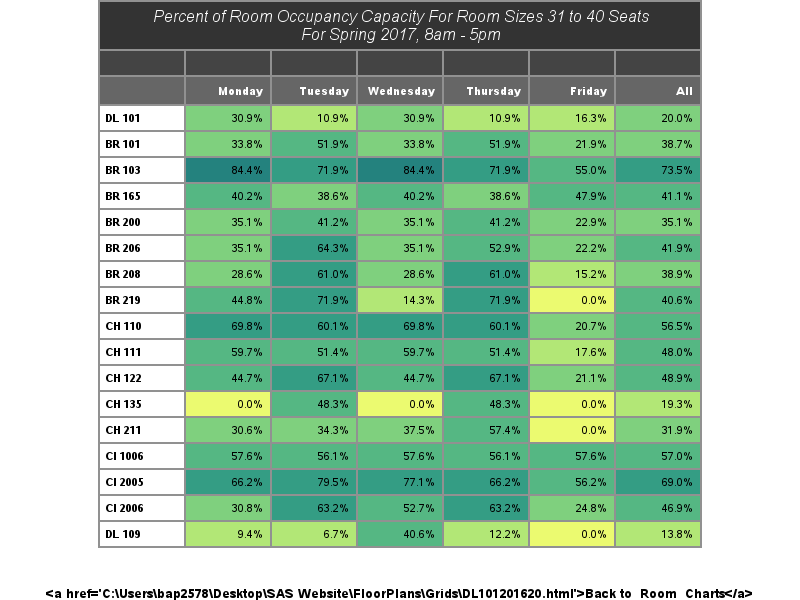 Percent of Room Occupancy Capacity For Room Sizes 31 to 40 Seats
For Spring 2017, 8am - 5pm
Monday Tuesday Wednesday Thursday Friday All
DL 101 30.9% 10.9% 30.9% 10.9% 16.3% 20.0%
BR 101 33.8% 51.9% 33.8% 51.9% 21.9% 38.7%
BR 103 84.4% 71.9% 84.4% 71.9% 55.0% 73.5%
BR 165 40.2% 38.6% 40.2% 38.6% 47.9% 41.1%
BR 200 35.1% 41.2% 35.1% 41.2% 22.9% 35.1%
BR 206 35.1% 64.3% 35.1% 52.9% 22.2% 41.9%
BR 208 28.6% 61.0% 28.6% 61.0% 15.2% 38.9%
BR 219 44.8% 71.9% 14.3% 71.9% 0.0% 40.6%
CH 110 69.8% 60.1% 69.8% 60.1% 20.7% 56.5%
CH 111 59.7% 51.4% 59.7% 51.4% 17.6% 48.0%
CH 122 44.7% 67.1% 44.7% 67.1% 21.1% 48.9%
CH 135 0.0% 48.3% 0.0% 48.3% 0.0% 19.3%
CH 211 30.6% 34.3% 37.5% 57.4% 0.0% 31.9%
CI 1006 57.6% 56.1% 57.6% 56.1% 57.6% 57.0%
CI 2005 66.2% 79.5% 77.1% 66.2% 56.2% 69.0%
CI 2006 30.8% 63.2% 52.7% 63.2% 24.8% 46.9%
DL 109 9.4% 6.7% 40.6% 12.2% 0.0% 13.8%
<a href='C:\Users\bap2578\Desktop\SAS Website\FloorPlans\Grids\DL101201620.html'>Back to Room Charts</a>